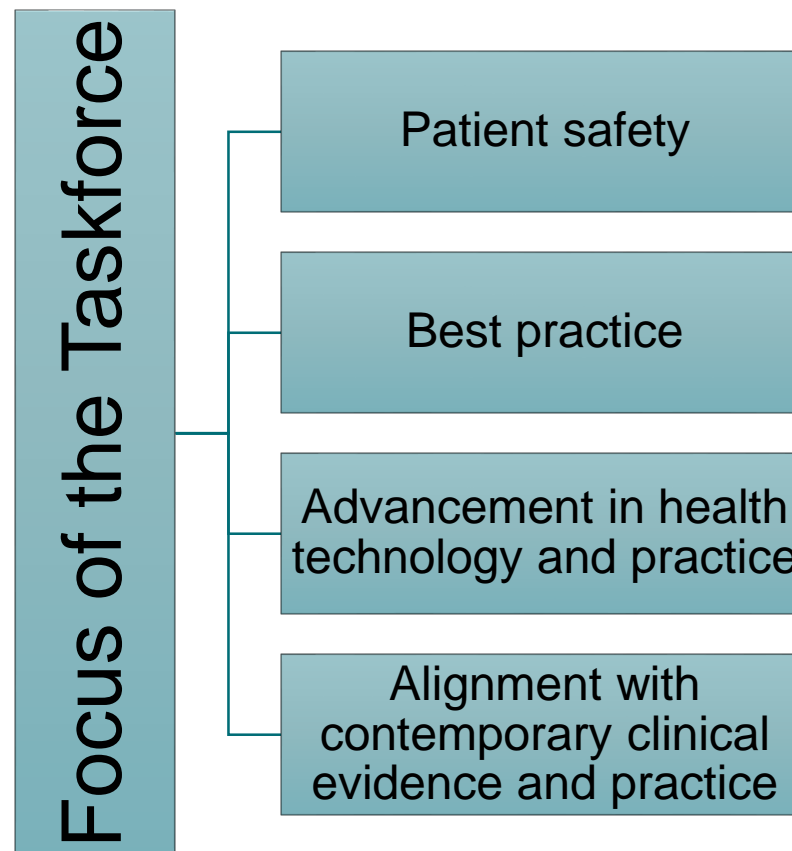 Focus of the Taskforce
Patient safety
Best practice
Advancement in health
technology and practice
Alignment with
contemporary clinical
evidence and practice